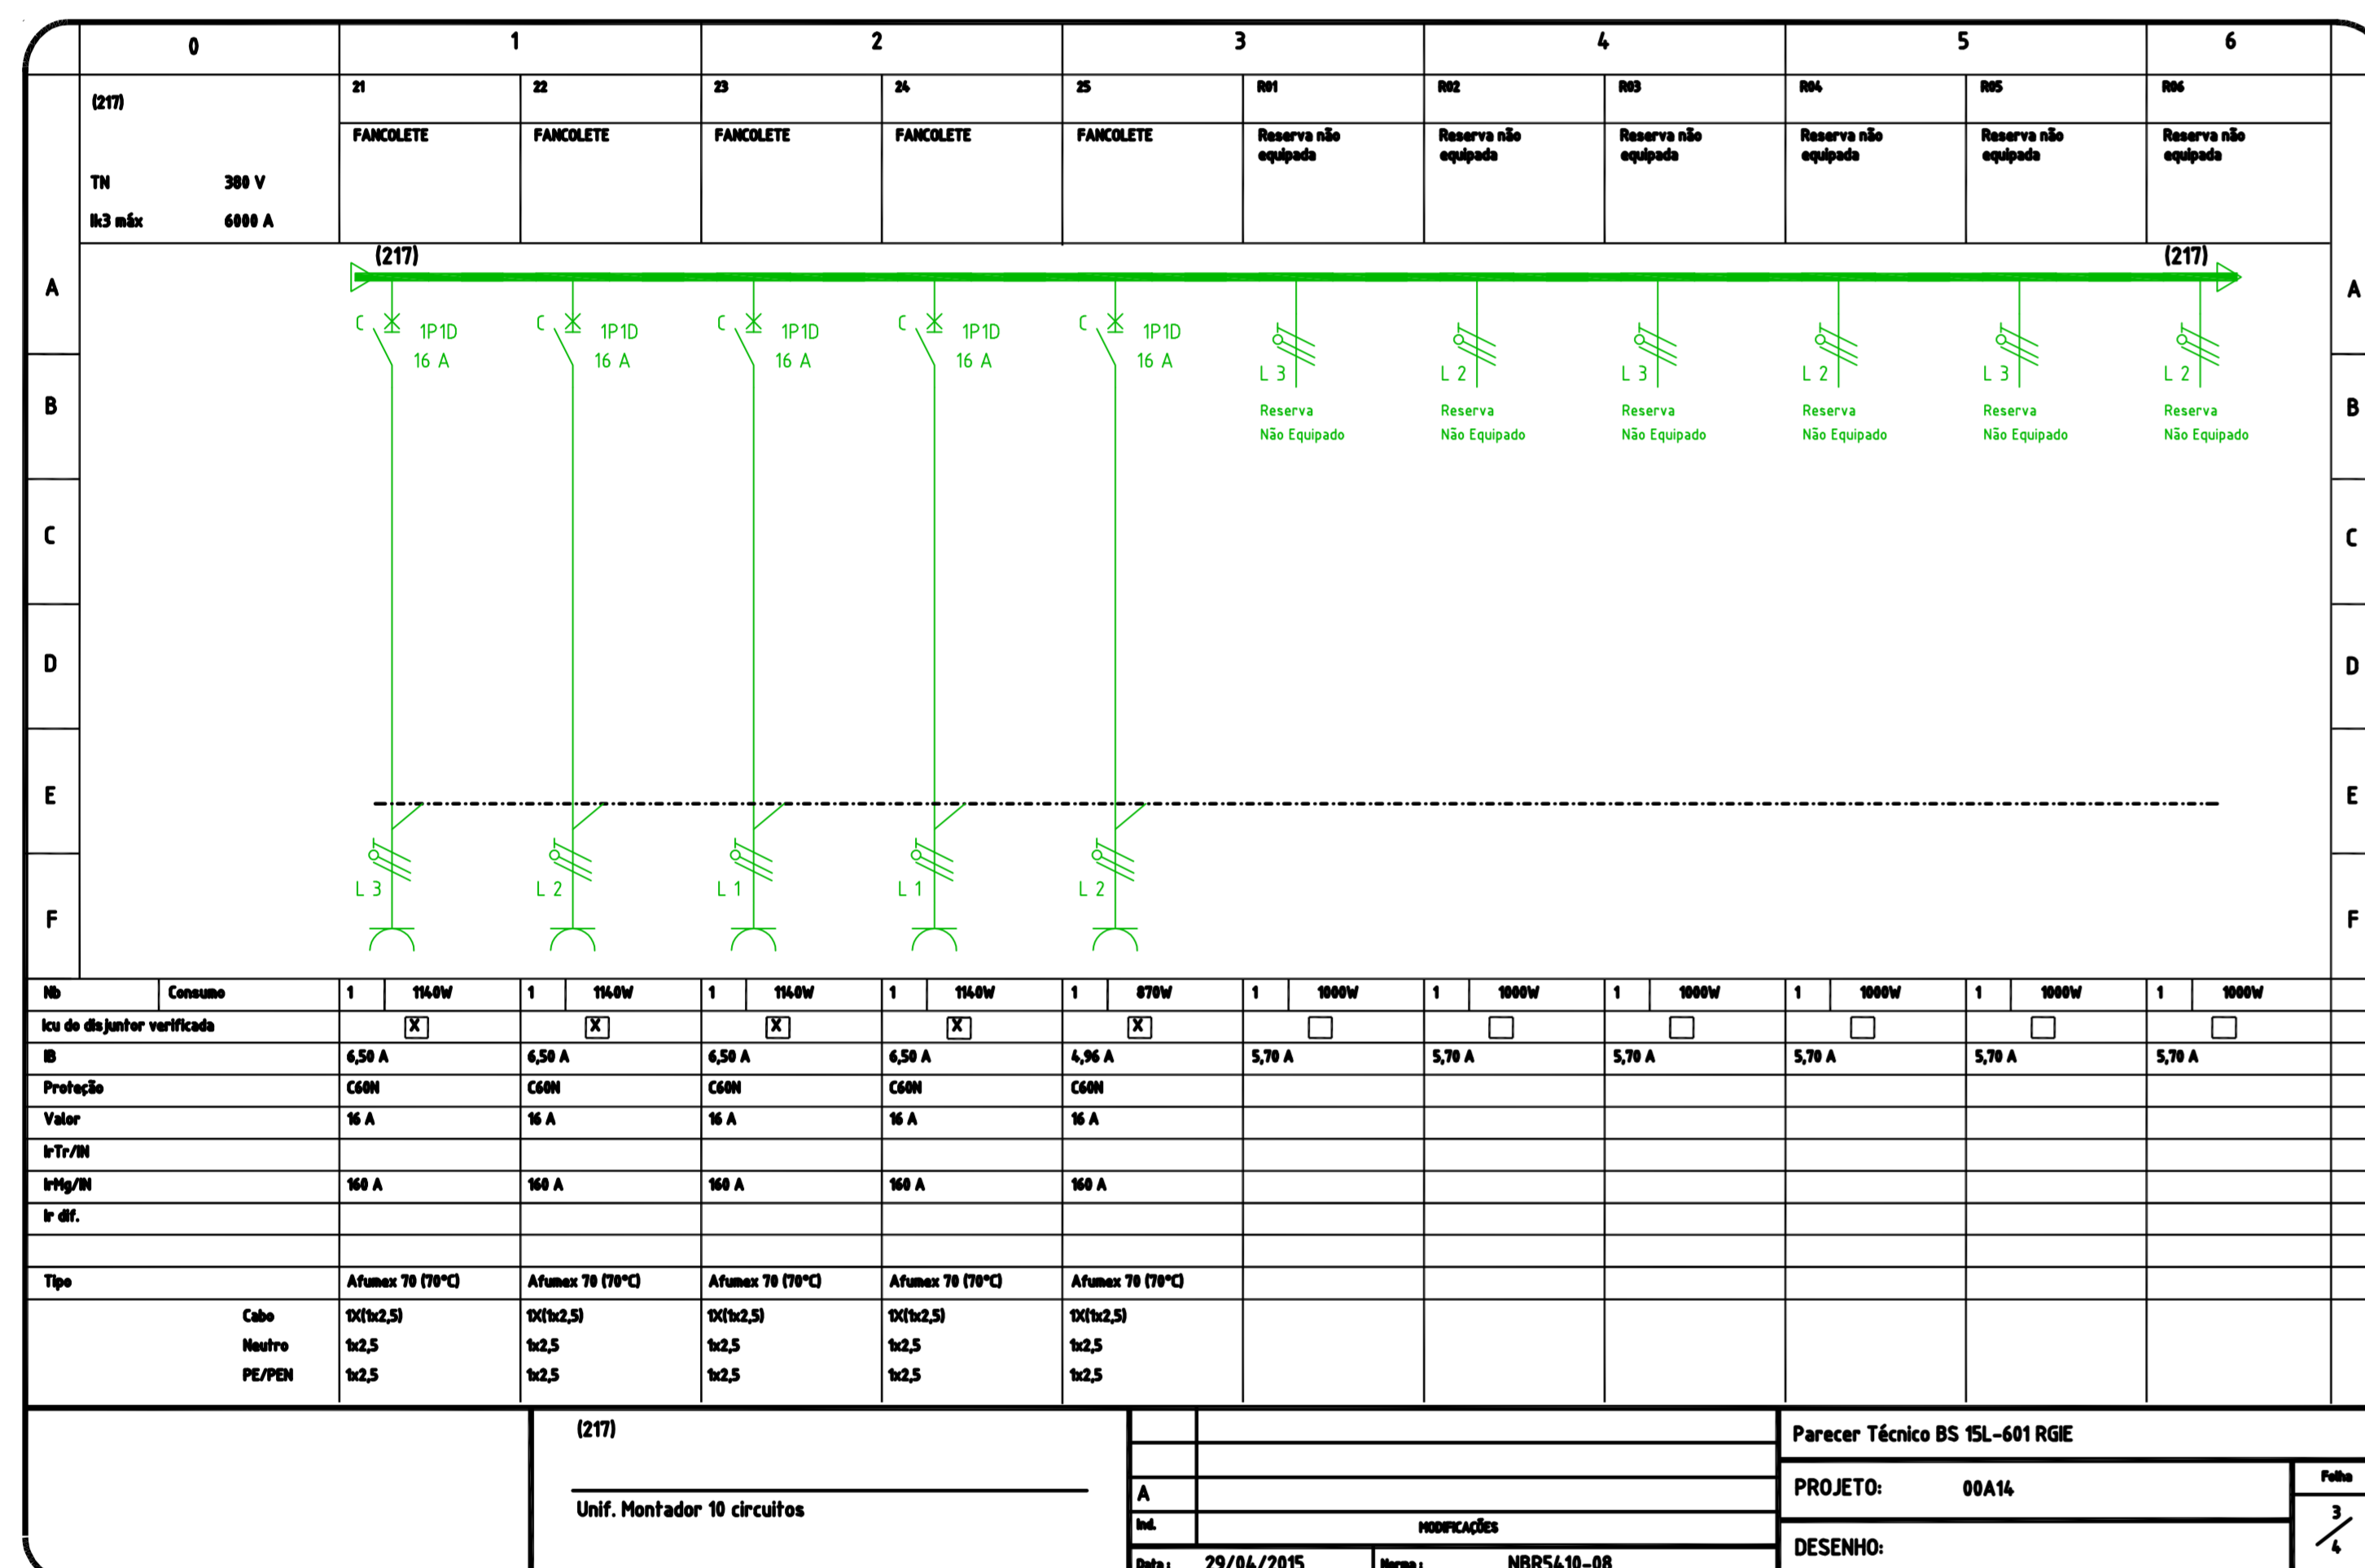 0 1 2 3 4 5 6
(217) 21 22 23 24 25 R01 R02 R03 R04 R05 R06
FANCOLETE FANCOLETE FANCOLETE FANCOLETE FANCOLETE Reserva não Reserva não Reserva não Reserva não Reserva não Reserva não
equipada equipada equipada equipada equipada equipada
TN 380 V
Ik3 máx 6000 A
(217) (217)
A A
C 1P1D C 1P1D C 1P1D C 1P1D C 1P1D
16 A 16 A 16 A 16 A 16 A
L 3 L 2 L 3 L 2 L 3 L 2
B Reserva Reserva Reserva Reserva Reserva Reserva B
Não Equipado Não Equipado Não Equipado Não Equipado Não Equipado Não Equipado
C C
D D
E E
L 3 L 2 L 1 L 1 L 2
F F
Nb Consumo 1 1140W 1 1140W 1 1140W 1 1140W 1 870W 1 1000W 1 1000W 1 1000W 1 1000W 1 1000W 1 1000W
Icu do disjuntor verificada X X X X X
IB 6,50 A 6,50 A 6,50 A 6,50 A 4,96 A 5,70 A 5,70 A 5,70 A 5,70 A 5,70 A 5,70 A
Proteção C60N C60N C60N C60N C60N
Valor 16 A 16 A 16 A 16 A 16 A
IrTr/IN
IrMg/IN 160 A 160 A 160 A 160 A 160 A
Ir dif.
Tipo Afumex 70 (70°C) Afumex 70 (70°C) Afumex 70 (70°C) Afumex 70 (70°C) Afumex 70 (70°C)
Cabo 1X(1x2,5) 1X(1x2,5) 1X(1x2,5) 1X(1x2,5) 1X(1x2,5)
Neutro 1x2,5 1x2,5 1x2,5 1x2,5 1x2,5
PE/PEN 1x2,5 1x2,5 1x2,5 1x2,5 1x2,5
(217)
Unif. Montador 10 circuitos
A
Ind. MODIFICAÇÕES
Data : 29/04/2015 Norma : NBR5410-08
Parecer Técnico BS 15L-601 RGIE
PROJETO: 00A14
DESENHO:
Folha
3
/
4